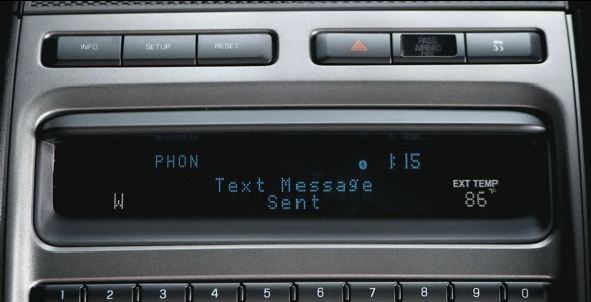 INFO SETUP RESET PASS
AIRBAG
OFF
PHON 1:15
Text Message
Sent
W
EXT TEMP
86°F
1 2 3 4 5 6 7 8 9 0